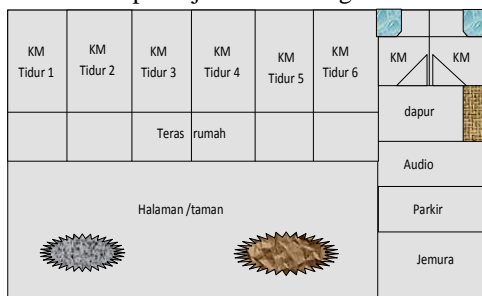 KM
Tidur 1
KM
Tidur 2
KM
Tidur 3
KM
Tidur 4
KM
Tidur 5
KM
Tidur 6
KM
KM
dapur
Teras rumah
Audio
Halaman /taman
Parkir
Jemura